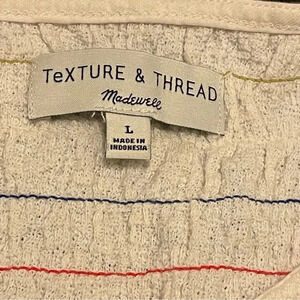 TeXTURE & THREAD
Madewell
L
MADE IN
INDONESIA